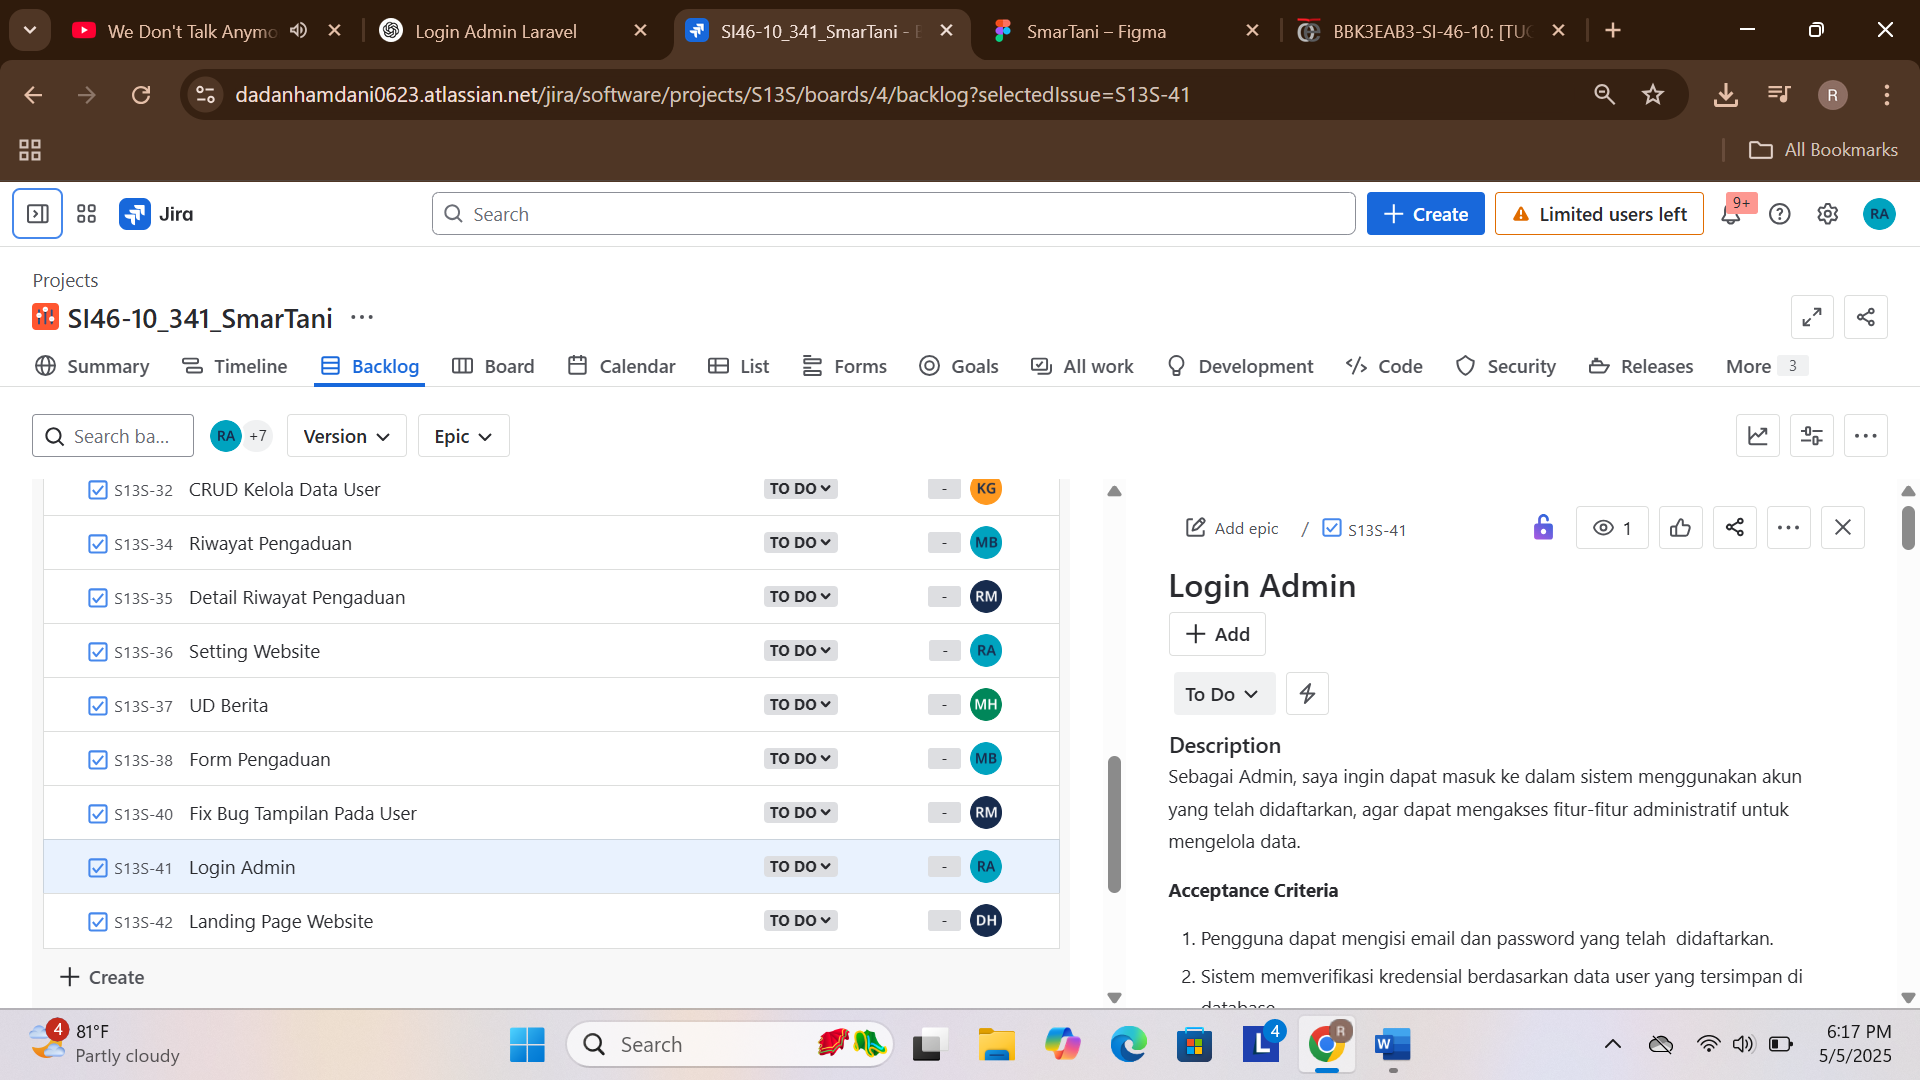 We Don't Talk Anymo
Login Admin Laravel
SI46-10_341_SmarTani -
SmarTani – Figma
BBK3EAB3-SI-46-10: [TU
dadanhamdani0623.atlassian.net/jira/software/projects/S13S/boards/4/backlog?selectedIssue=S13S-41
R
All Bookmarks
Jira
Search
Create
Limited users left
9+
RA
Projects
SI46-10_341_SmarTani
Summary
Timeline
Backlog
Board
Calendar
List
Forms
Goals
All work
Development
Code
Security
Releases
More 3
Search ba...
RA
+7
Version
Epic
S13S-32 CRUD Kelola Data User TO DO - KG
S13S-34 Riwayat Pengaduan TO DO - MB
S13S-35 Detail Riwayat Pengaduan TO DO - RM
S13S-36 Setting Website TO DO - RA
S13S-37 UD Berita TO DO - MH
S13S-38 Form Pengaduan TO DO - MB
S13S-40 Fix Bug Tampilan Pada User TO DO - RM
S13S-41 Login Admin TO DO - RA
S13S-42 Landing Page Website TO DO - DH
Create
Add epic / S13S-41
1
Login Admin
Add
To Do
Description
Sebagai Admin, saya ingin dapat masuk ke dalam sistem menggunakan akun
yang telah didaftarkan, agar dapat mengakses fitur-fitur administratif untuk
mengelola data.
Acceptance Criteria
1. Pengguna dapat mengisi email dan password yang telah didaftarkan.
2. Sistem memverifikasi kredensial berdasarkan data user yang tersimpan di
database
4
81°F
Partly cloudy
Search
L
4
R
W
6:17 PM
5/5/2025